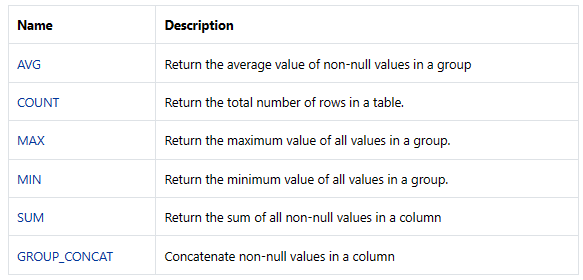 Name Description
AVG Return the average value of non-null values in a group
COUNT Return the total number of rows in a table.
MAX Return the maximum value of all values in a group.
MIN Return the minimum value of all values in a group.
SUM Return the sum of all non-null values in a column
GROUP_CONCAT Concatenate non-null values in a column